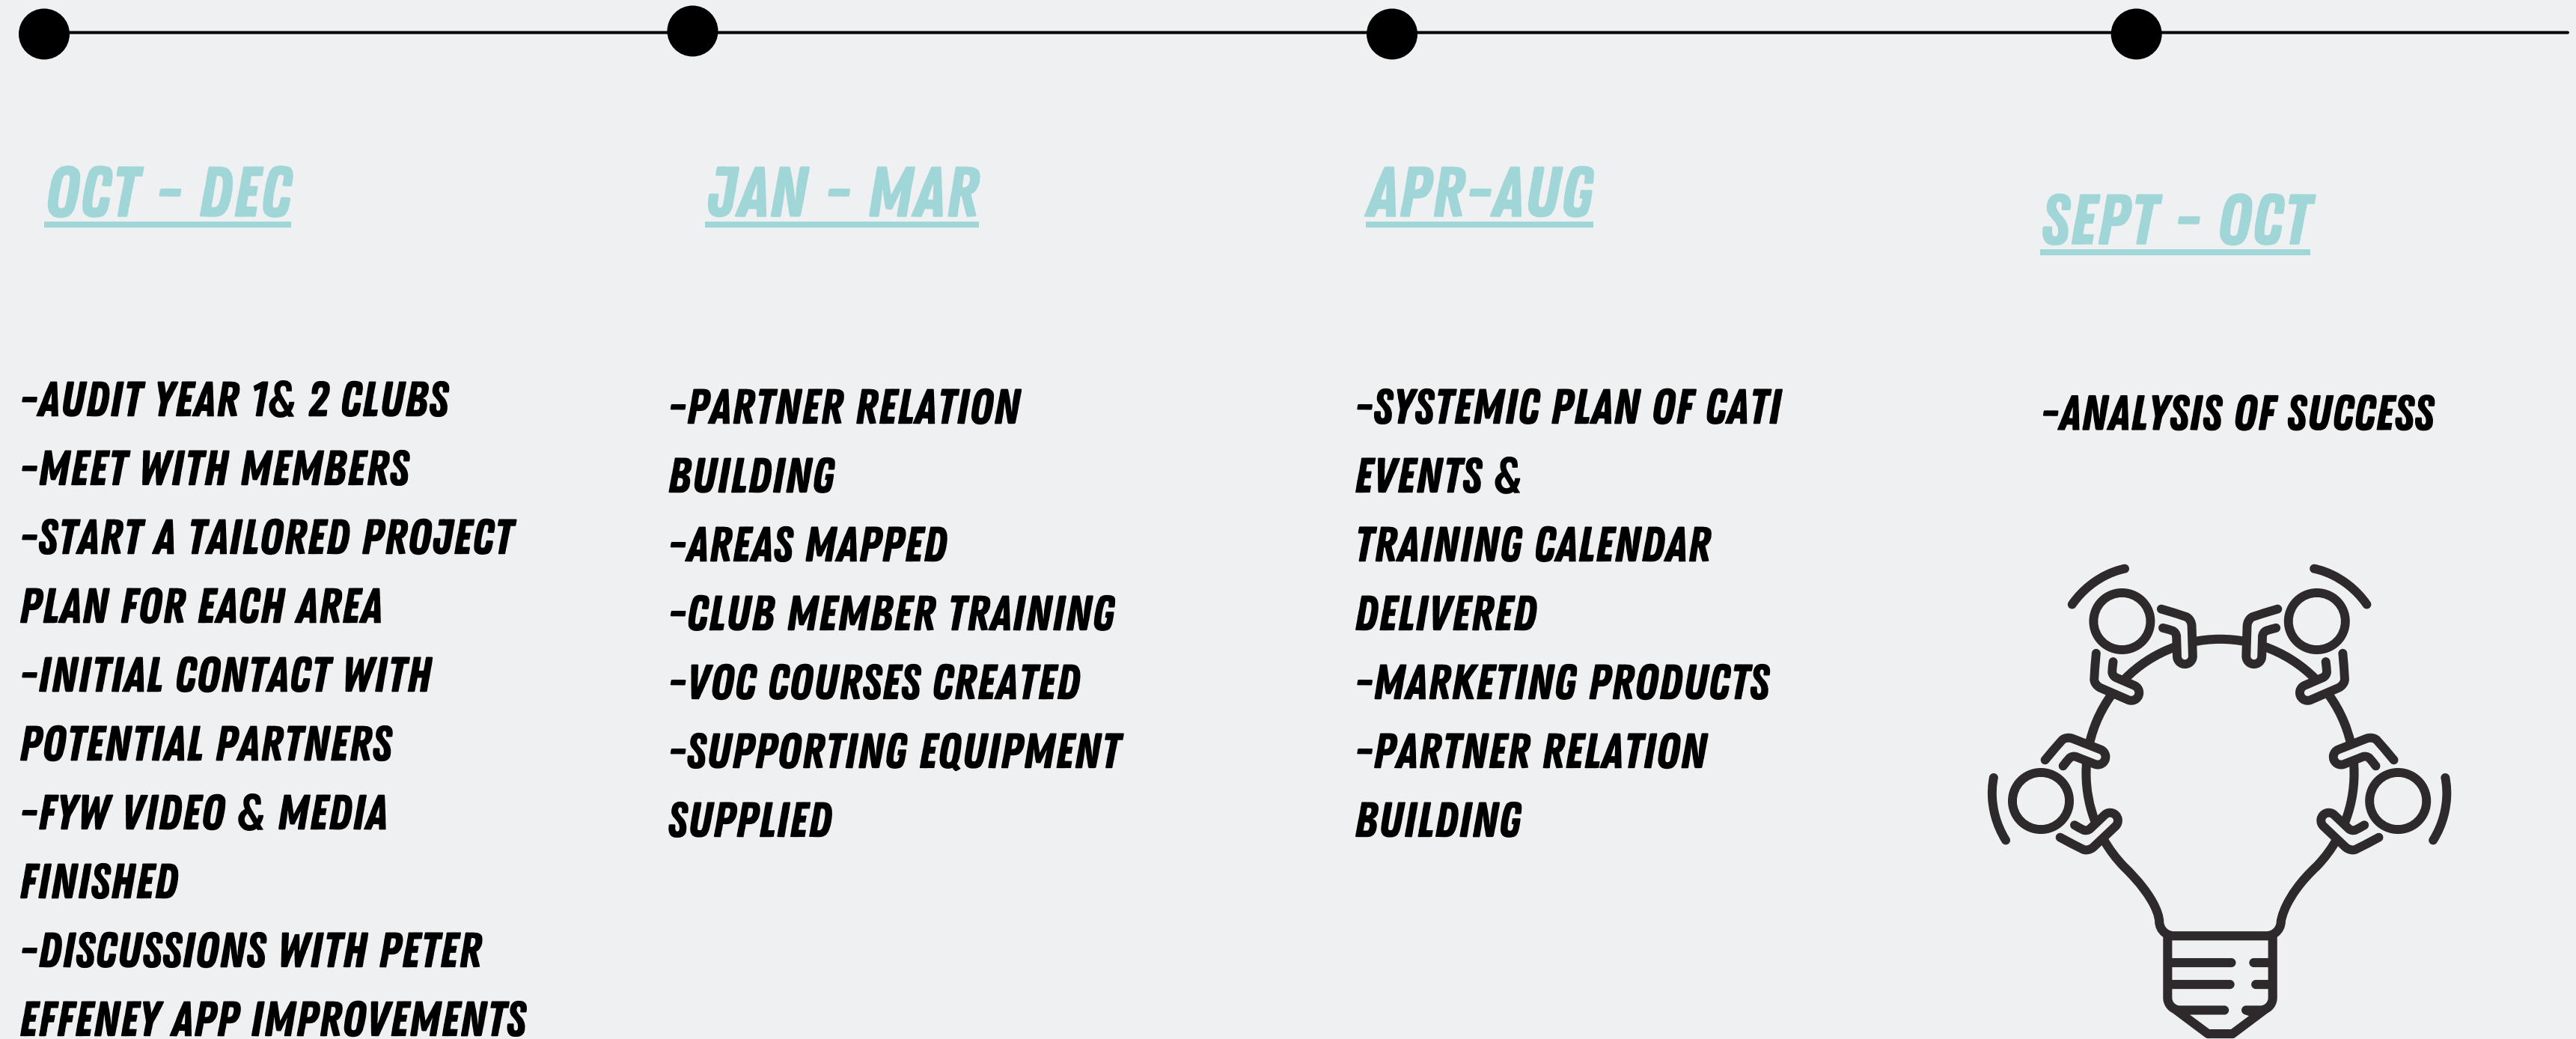 OCT - DEC
-AUDIT YEAR 1& 2 CLUBS
-MEET WITH MEMBERS
-START A TAILORED PROJECT
PLAN FOR EACH AREA
-INITIAL CONTACT WITH
POTENTIAL PARTNERS
-FYW VIDEO & MEDIA
FINISHED
-DISCUSSIONS WITH PETER
EFFENEY APP IMPROVEMENTS
JAN - MAR
-PARTNER RELATION
BUILDING
-AREAS MAPPED
-CLUB MEMBER TRAINING
-VOC COURSES CREATED
-SUPPORTING EQUIPMENT
SUPPLIED
APR-AUG
-SYSTEMIC PLAN OF CATI
EVENTS &
TRAINING CALENDAR
DELIVERED
-MARKETING PRODUCTS
-PARTNER RELATION
BUILDING
SEPT - OCT
-ANALYSIS OF SUCCESS